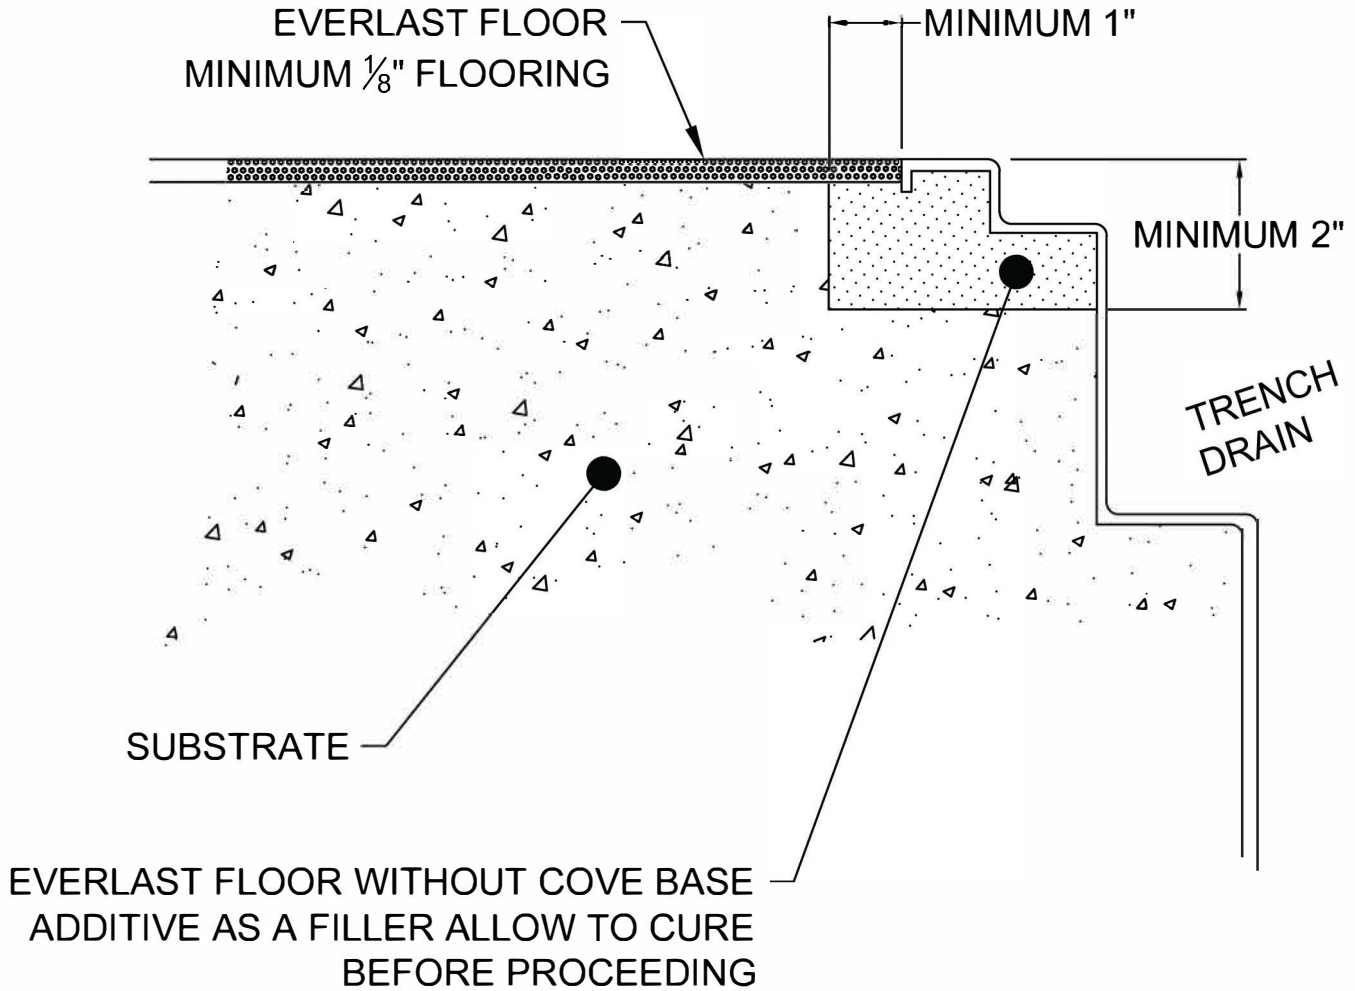 EVERLAST FLOOR
MINIMUM ⅛" FLOORING
MINIMUM 1"
MINIMUM 2"
TRENCH
DRAIN
SUBSTRATE
EVERLAST FLOOR WITHOUT COVE BASE
ADDITIVE AS A FILLER ALLOW TO CURE
BEFORE PROCEEDING